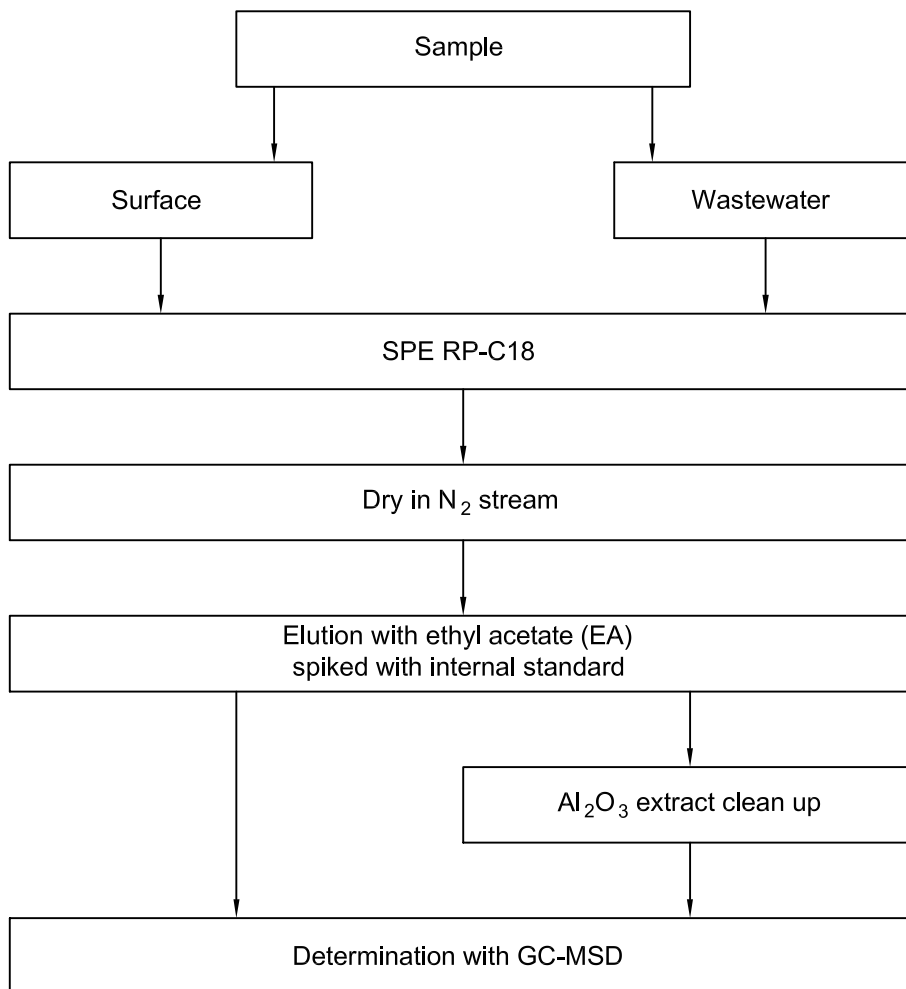 Sample
Surface
Wastewater
SPE RP-C18
Dry in N₂ stream
Elution with ethyl acetate (EA)
spiked with internal standard
Al₂O₃ extract clean up
Determination with GC-MSD